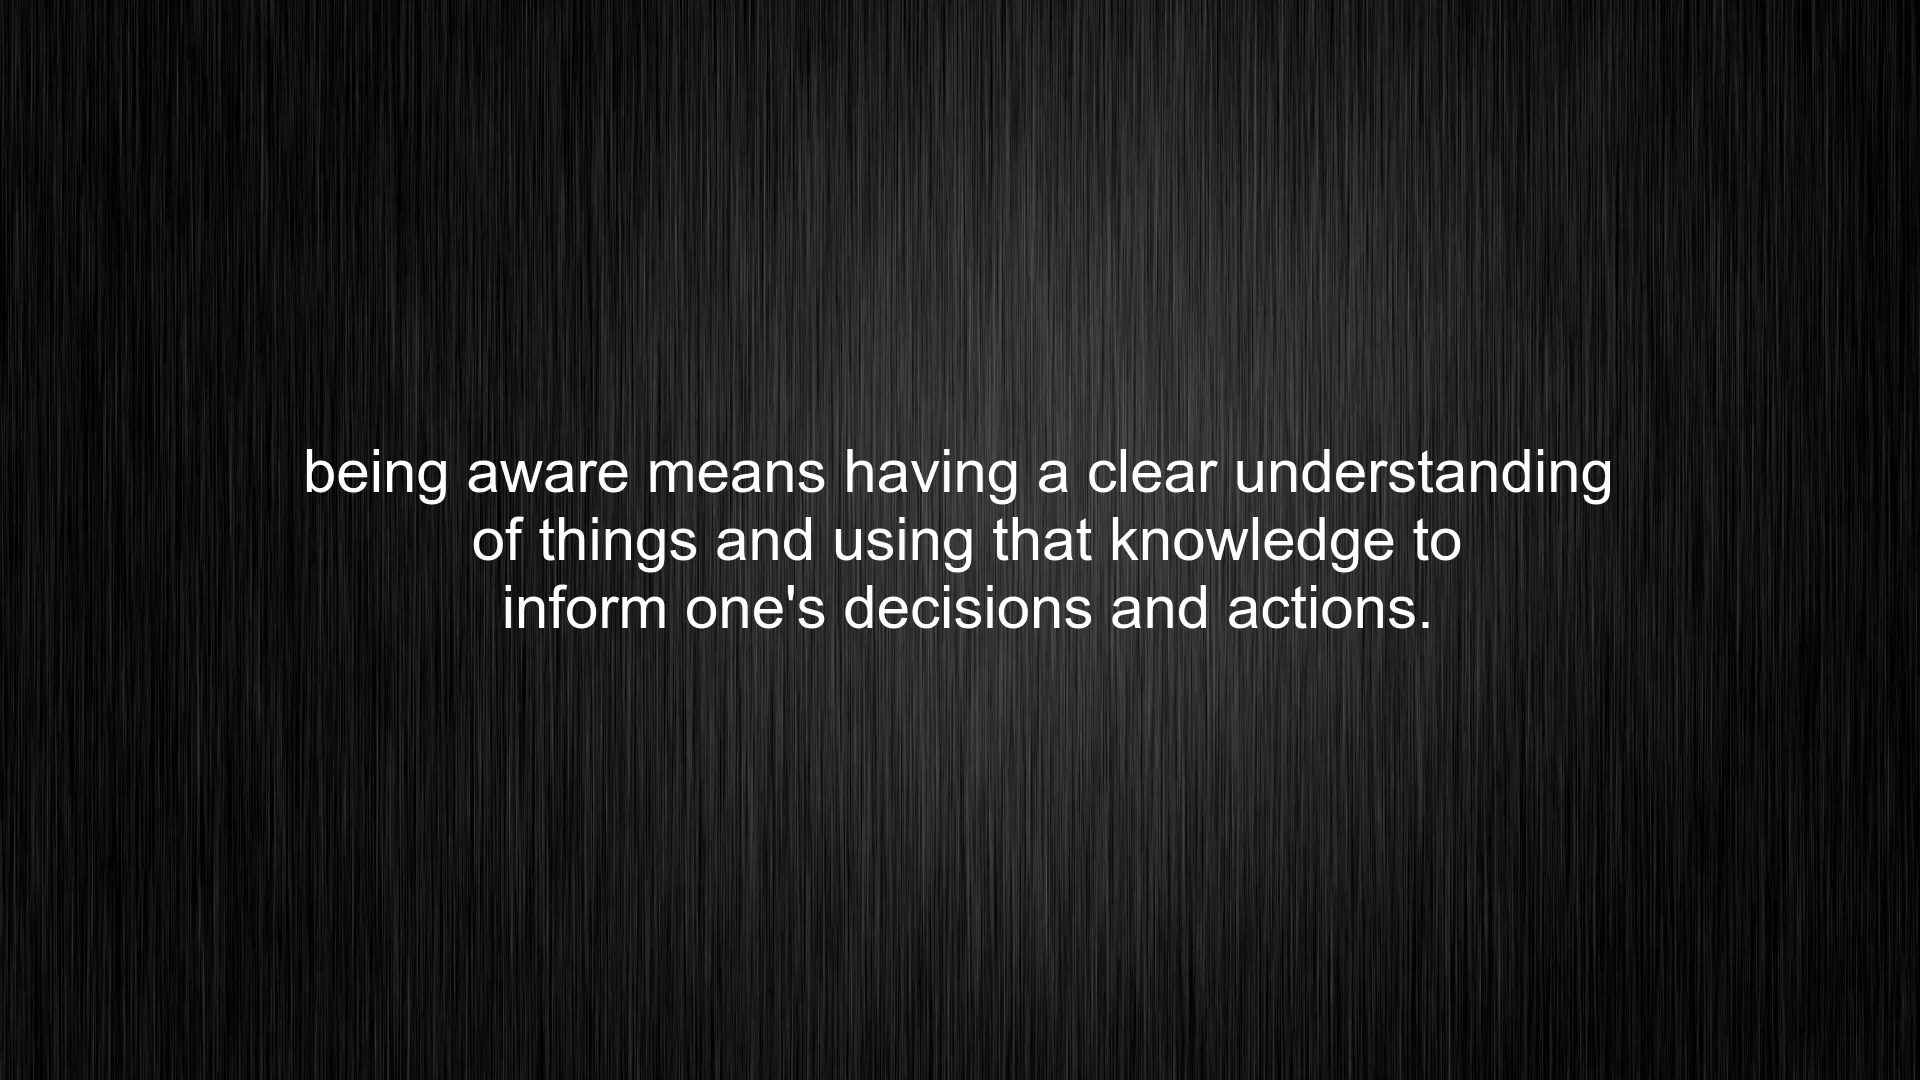 being aware means having a clear understanding
of things and using that knowledge to
inform one's decisions and actions.